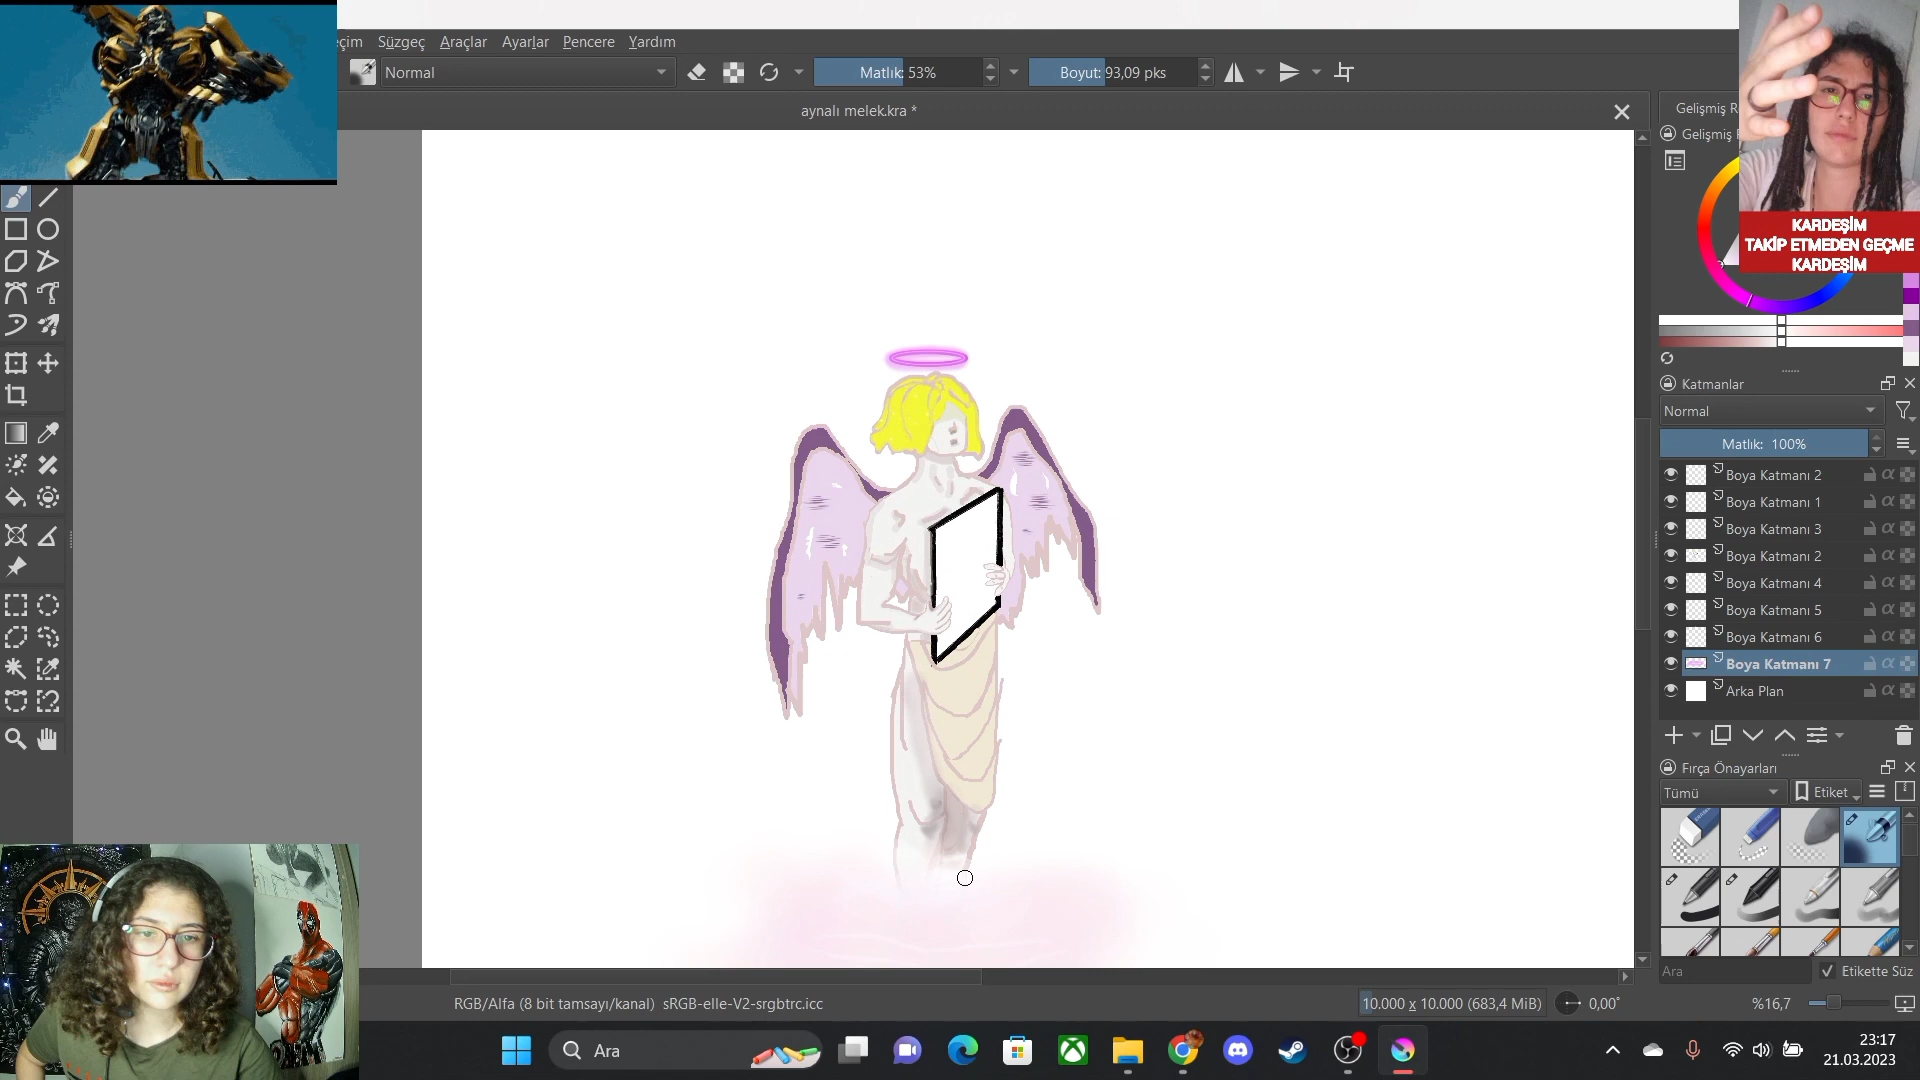 Süzgeç Araçlar Ayarlar Pencere Yardım
Normal
Matlık: 53%
Boyut: 93,09 pks
aynalı melek.kra *
KARDEŞİM
TAKİP ETMEDEN GEÇME
KARDEŞİM
Katmanlar
Normal
Matlık: 100%
Boya Katmanı 2
Boya Katmanı 1
Boya Katmanı 3
Boya Katmanı 2
Boya Katmanı 4
Boya Katmanı 5
Boya Katmanı 6
Boya Katmanı 7
Arka Plan
Fırça Önayarları
Tümü
Etiket
Ara
Etikette Süz
RGB/Alfa (8 bit tamsayı/kanal) sRGB-elle-V2-srgbtrc.icc
10.000 x 10.000 (683,4 MiB)
0,00°
%16,7
Ara
23:17
21.03.2023